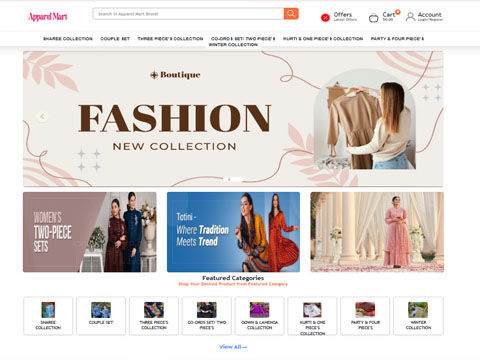 Apparel Mart
Search to Apparel Mart Brand
Offers
Latest Offers
Cart
Account
Login Register
SHAREE COLLECTION COUPLE SET THREE PIECE'S COLLECTION CO-ORDS SET/ TWO PIECE'S KURTI & ONE PIECE'S COLLECTION PARTY & FOUR PIECE'S
WINTER COLLECTION
Boutique
FASHION
NEW COLLECTION
WOMEN'S
TWO-PIECE
SETS
Totini -
Where Tradition
Meets Trend
Featured Categories
Shop Your Desired Product from Featured Category
SHAREE
COLLECTION
COUPLE SET
THREE PIECE'S
COLLECTION
CO-ORDS SET/ TWO
PIECE'S
GOWN & LAHENGA
COLLECTION
KURTI & ONE
PIECE'S
COLLECTION
PARTY & FOUR
PIECE'S
WINTER
COLLECTION
View All